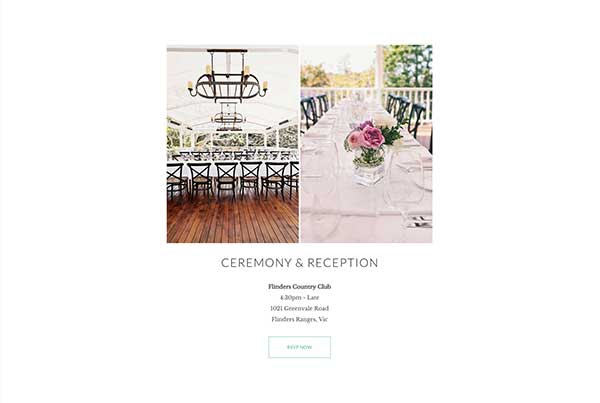 CEREMONY & RECEPTION
Flinders Country Club
4:30pm - Late
1021 Greenvale Road
Flinders Ranges, Vic
RSVP NOW